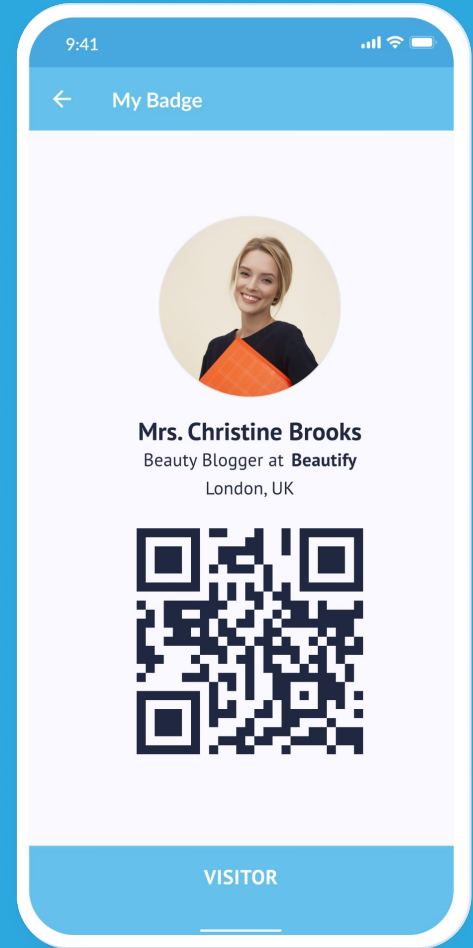 9:41
My Badge
Mrs. Christine Brooks
Beauty Blogger at Beautify
London, UK
VISITOR